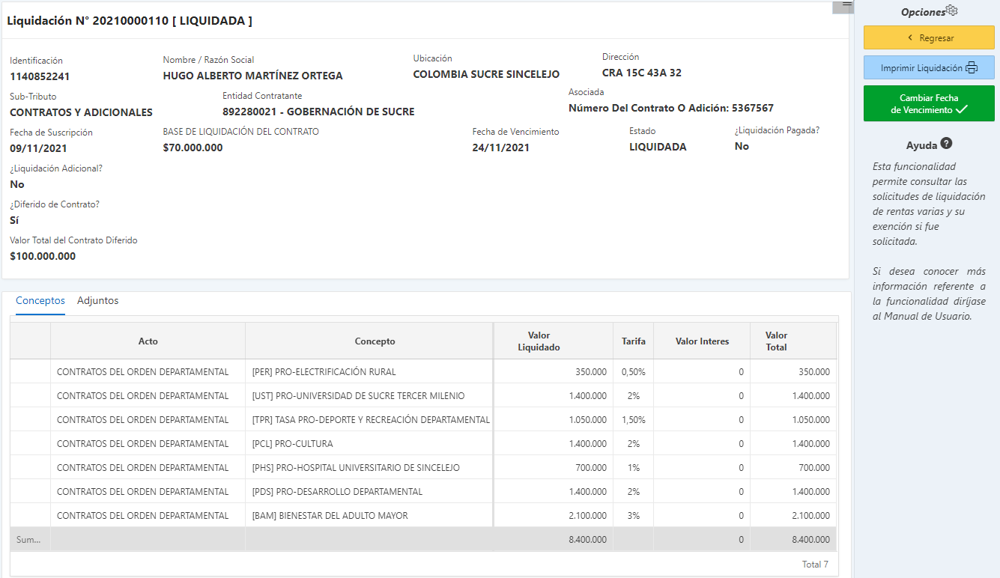 Liquidación N° 20210000110 [ LIQUIDADA ]
Identificación
1140852241
Nombre / Razón Social
HUGO ALBERTO MARTÍNEZ ORTEGA
Ubicación
COLOMBIA SUCRE SINCELEJO
Dirección
CRA 15C 43A 32
Sub-Tributo
CONTRATOS Y ADICIONALES
Entidad Contratante
892280021 - GOBERNACIÓN DE SUCRE
Asociada
Número Del Contrato O Adición: 5367567
Fecha de Suscripción
09/11/2021
BASE DE LIQUIDACIÓN DEL CONTRATO
$70.000.000
Fecha de Vencimiento
24/11/2021
Estado
LIQUIDADA
¿Liquidación Pagada?
No
¿Liquidación Adicional?
No
¿Diferido de Contrato?
Sí
Valor Total del Contrato Diferido
$100.000.000
Conceptos Adjuntos
Acto Concepto Valor Liquidado Tarifa Valor Interes Valor Total
CONTRATOS DEL ORDEN DEPARTAMENTAL [PER] PRO-ELECTRIFICACIÓN RURAL 350.000 0,50% 0 350.000
CONTRATOS DEL ORDEN DEPARTAMENTAL [UST] PRO-UNIVERSIDAD DE SUCRE TERCER MILENIO 1.400.000 2% 0 1.400.000
CONTRATOS DEL ORDEN DEPARTAMENTAL [TPR] TASA PRO-DEPORTE Y RECREACIÓN DEPARTAMENTAL 1.050.000 1,50% 0 1.050.000
CONTRATOS DEL ORDEN DEPARTAMENTAL [PCL] PRO-CULTURA 1.400.000 2% 0 1.400.000
CONTRATOS DEL ORDEN DEPARTAMENTAL [PHS] PRO-HOSPITAL UNIVERSITARIO DE SINCELEJO 700.000 1% 0 700.000
CONTRATOS DEL ORDEN DEPARTAMENTAL [PDS] PRO-DESARROLLO DEPARTAMENTAL 1.400.000 2% 0 1.400.000
CONTRATOS DEL ORDEN DEPARTAMENTAL [BAM] BIENESTAR DEL ADULTO MAYOR 2.100.000 3% 0 2.100.000
Sum... 8.400.000 0 8.400.000
Total 7
Opciones
Regresar
Imprimir Liquidación
Cambiar Fecha
de Vencimiento
Ayuda
Esta funcionalidad
permite consultar las
solicitudes de liquidación
de rentas varias y su
exención si fue
solicitada.
Si desea conocer más
información referente a
la funcionalidad diríjase
al Manual de Usuario.